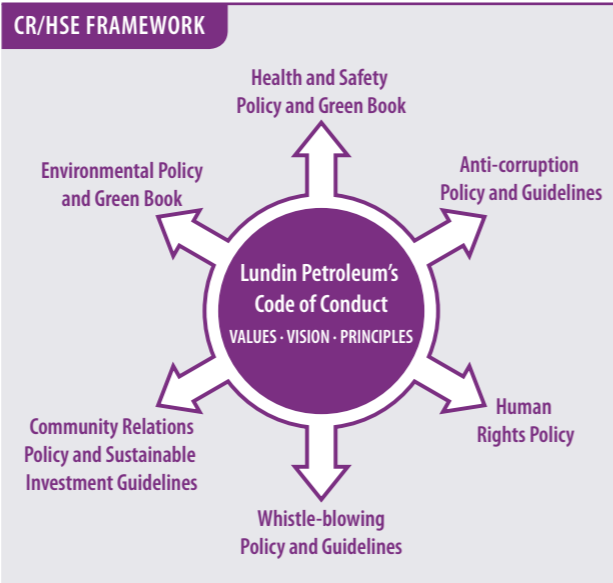 CR/HSE FRAMEWORK
Health and Safety
Policy and Green Book
Environmental Policy
and Green Book
Anti-corruption
Policy and Guidelines
Lundin Petroleum’s
Code of Conduct
VALUES · VISION · PRINCIPLES
Community Relations
Policy and Sustainable
Investment Guidelines
Human
Rights Policy
Whistle-blowing
Policy and Guidelines